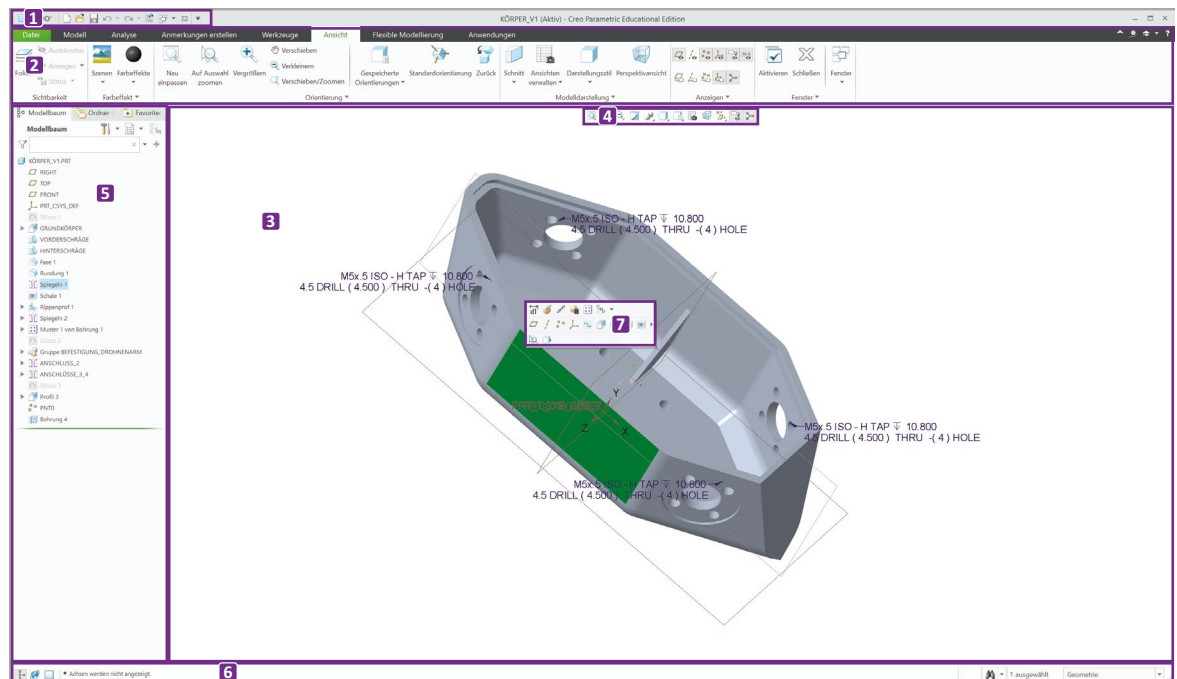 1
KÖRPER_V1 (Aktiv) - Creo Parametric Educational Edition
Datei Modell Analyse Anmerkungen erstellen Werkzeuge Ansicht Flexible Modellierung Anwendungen
2
Ausblenden
Anzeigen
Status
Szenen Farbeffekte
Neu einpassen
Auf Auswahl zoomen
Vergrößern
Verschieben
Verkleinern
Verschieben/Zoomen
Gespeicherte Orientierungen
Standardorientierung Zurück
Schnitt
Ansichten verwalten
Darstellungsstil Perspektivansicht
Aktivieren Schließen
Fenster
Sichtbarkeit Farbeffekt Orientierung Modelldarstellung Anzeigen Fenster
Modellbaum Ordner Favorite
4
Modellbaum
KÖRPER_V1.PRT
RIGHT
TOP
FRONT
5
PRT_CSYS_DEF
Skizze 1
GRUNDKÖRPER
VORDERSCHRÄGE
HINTERSCHRÄGE
Fase 1
Rundung 1
Spiegeln 1
Schale 1
Rippenprof 1
Spiegeln 2
Muster 1 von Bohrung 1
Skizze 2
Gruppe BEFESTIGUNG_DROHNENARM
ANSCHLUSS_2
ANSCHLÜSSE_3_4
Skizze 3
Profil 3
PNT0
Bohrung 4
3
M5x.5 ISO - H TAP ↧ 10.800
4.5 DRILL ( 4.500 ) THRU -( 4 ) HOLE
M5x.5 ISO - H TAP ↧ 10.800
4.5 DRILL ( 4.500 ) THRU -( 4 ) HOLE
7
Y
Z
X
M5x.5 ISO - H TAP ↧ 10.800
4.5 DRILL ( 4.500 ) THRU -( 4 ) HOLE
M5x.5 ISO - H TAP ↧ 10.800
4.5 DRILL ( 4.500 ) THRU -( 4 ) HOLE
Achsen werden nicht angezeigt.
6
1 ausgewählt
Geometrie